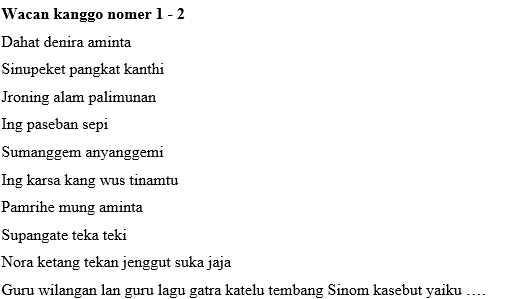 Wacan kanggo nomer 1 - 2
Dahat denira aminta
Sinupeket pangkat kanthi
Jroning alam palimunan
Ing paseban sepi
Sumanggem anyanggemi
Ing karsa kang wus tinamtu
Pamrihe mung aminta
Supangate teka teki
Nora ketang tekan jenggut suka jaja
Guru wilangan lan guru lagu gatra katelu tembang Sinom kasebut yaiku ….